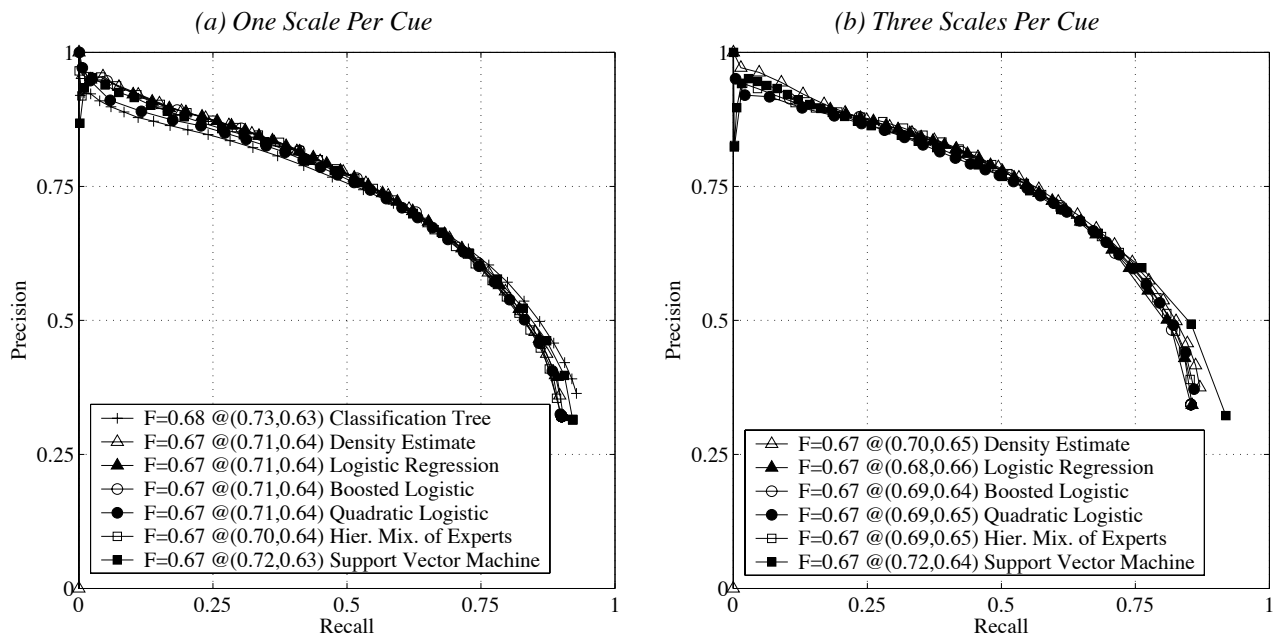 (a) One Scale Per Cue
1
0.75
0.5
0.25
0
Precision
F=0.68 @(0.73,0.63) Classification Tree
F=0.67 @(0.71,0.64) Density Estimate
F=0.67 @(0.71,0.64) Logistic Regression
F=0.67 @(0.71,0.64) Boosted Logistic
F=0.67 @(0.71,0.64) Quadratic Logistic
F=0.67 @(0.70,0.64) Hier. Mix. of Experts
F=0.67 @(0.72,0.63) Support Vector Machine
0 0.25 0.5 0.75 1
Recall
(b) Three Scales Per Cue
1
0.75
0.5
0.25
0
Precision
F=0.67 @(0.70,0.65) Density Estimate
F=0.67 @(0.68,0.66) Logistic Regression
F=0.67 @(0.69,0.64) Boosted Logistic
F=0.67 @(0.69,0.65) Quadratic Logistic
F=0.67 @(0.69,0.65) Hier. Mix. of Experts
F=0.67 @(0.72,0.64) Support Vector Machine
0 0.25 0.5 0.75 1
Recall